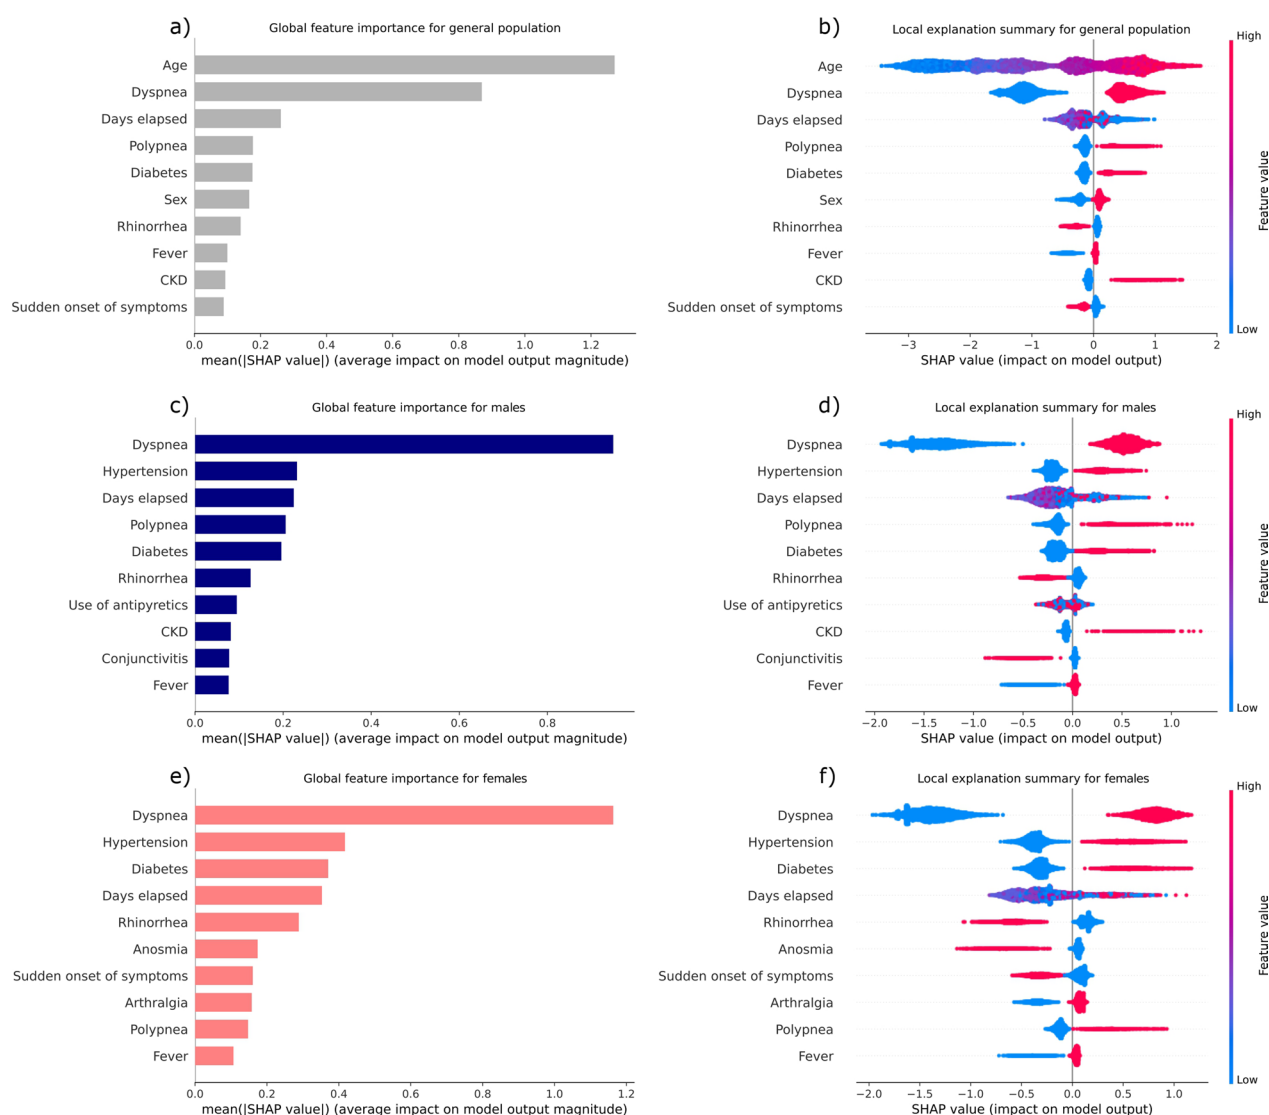 a)
Global feature importance for general population
Age
Dyspnea
Days elapsed
Polypnea
Diabetes
Sex
Rhinorrhea
Fever
CKD
Sudden onset of symptoms
0.0 0.2 0.4 0.6 0.8 1.0 1.2
mean(|SHAP value|) (average impact on model output magnitude)
b)
Local explanation summary for general population
Age
Dyspnea
Days elapsed
Polypnea
Diabetes
Sex
Rhinorrhea
Fever
CKD
Sudden onset of symptoms
−3 −2 −1 0 1 2
SHAP value (impact on model output)
High
Feature value
Low
c)
Global feature importance for males
Dyspnea
Hypertension
Days elapsed
Polypnea
Diabetes
Rhinorrhea
Use of antipyretics
CKD
Conjunctivitis
Fever
0.0 0.2 0.4 0.6 0.8
mean(|SHAP value|) (average impact on model output magnitude)
d)
Local explanation summary for males
Dyspnea
Hypertension
Days elapsed
Polypnea
Diabetes
Rhinorrhea
Use of antipyretics
CKD
Conjunctivitis
Fever
−2.0 −1.5 −1.0 −0.5 0.0 0.5 1.0
SHAP value (impact on model output)
High
Feature value
Low
e)
Global feature importance for females
Dyspnea
Hypertension
Diabetes
Days elapsed
Rhinorrhea
Anosmia
Sudden onset of symptoms
Arthralgia
Polypnea
Fever
0.0 0.2 0.4 0.6 0.8 1.0 1.2
mean(|SHAP value|) (average impact on model output magnitude)
f)
Local explanation summary for females
Dyspnea
Hypertension
Diabetes
Days elapsed
Rhinorrhea
Anosmia
Sudden onset of symptoms
Arthralgia
Polypnea
Fever
−2.0 −1.5 −1.0 −0.5 0.0 0.5 1.0
SHAP value (impact on model output)
High
Feature value
Low